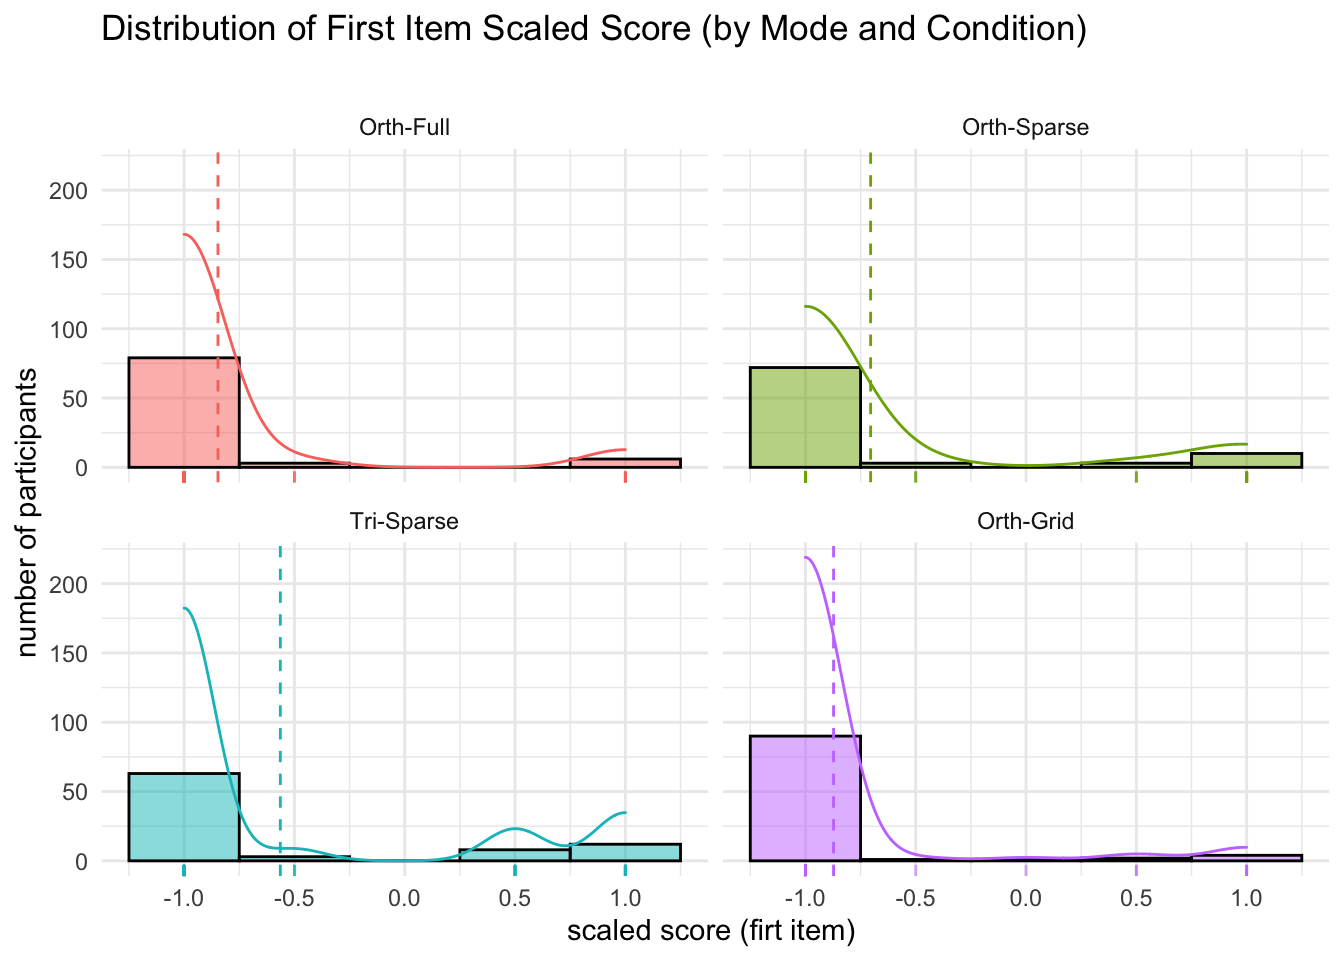 Distribution of First Item Scaled Score (by Mode and Condition)
Orth-Full
Orth-Sparse
200
150
100
50
0
Tri-Sparse
Orth-Grid
200
150
100
50
0
number of participants
-1.0 -0.5 0.0 0.5 1.0
-1.0 -0.5 0.0 0.5 1.0
scaled score (firt item)